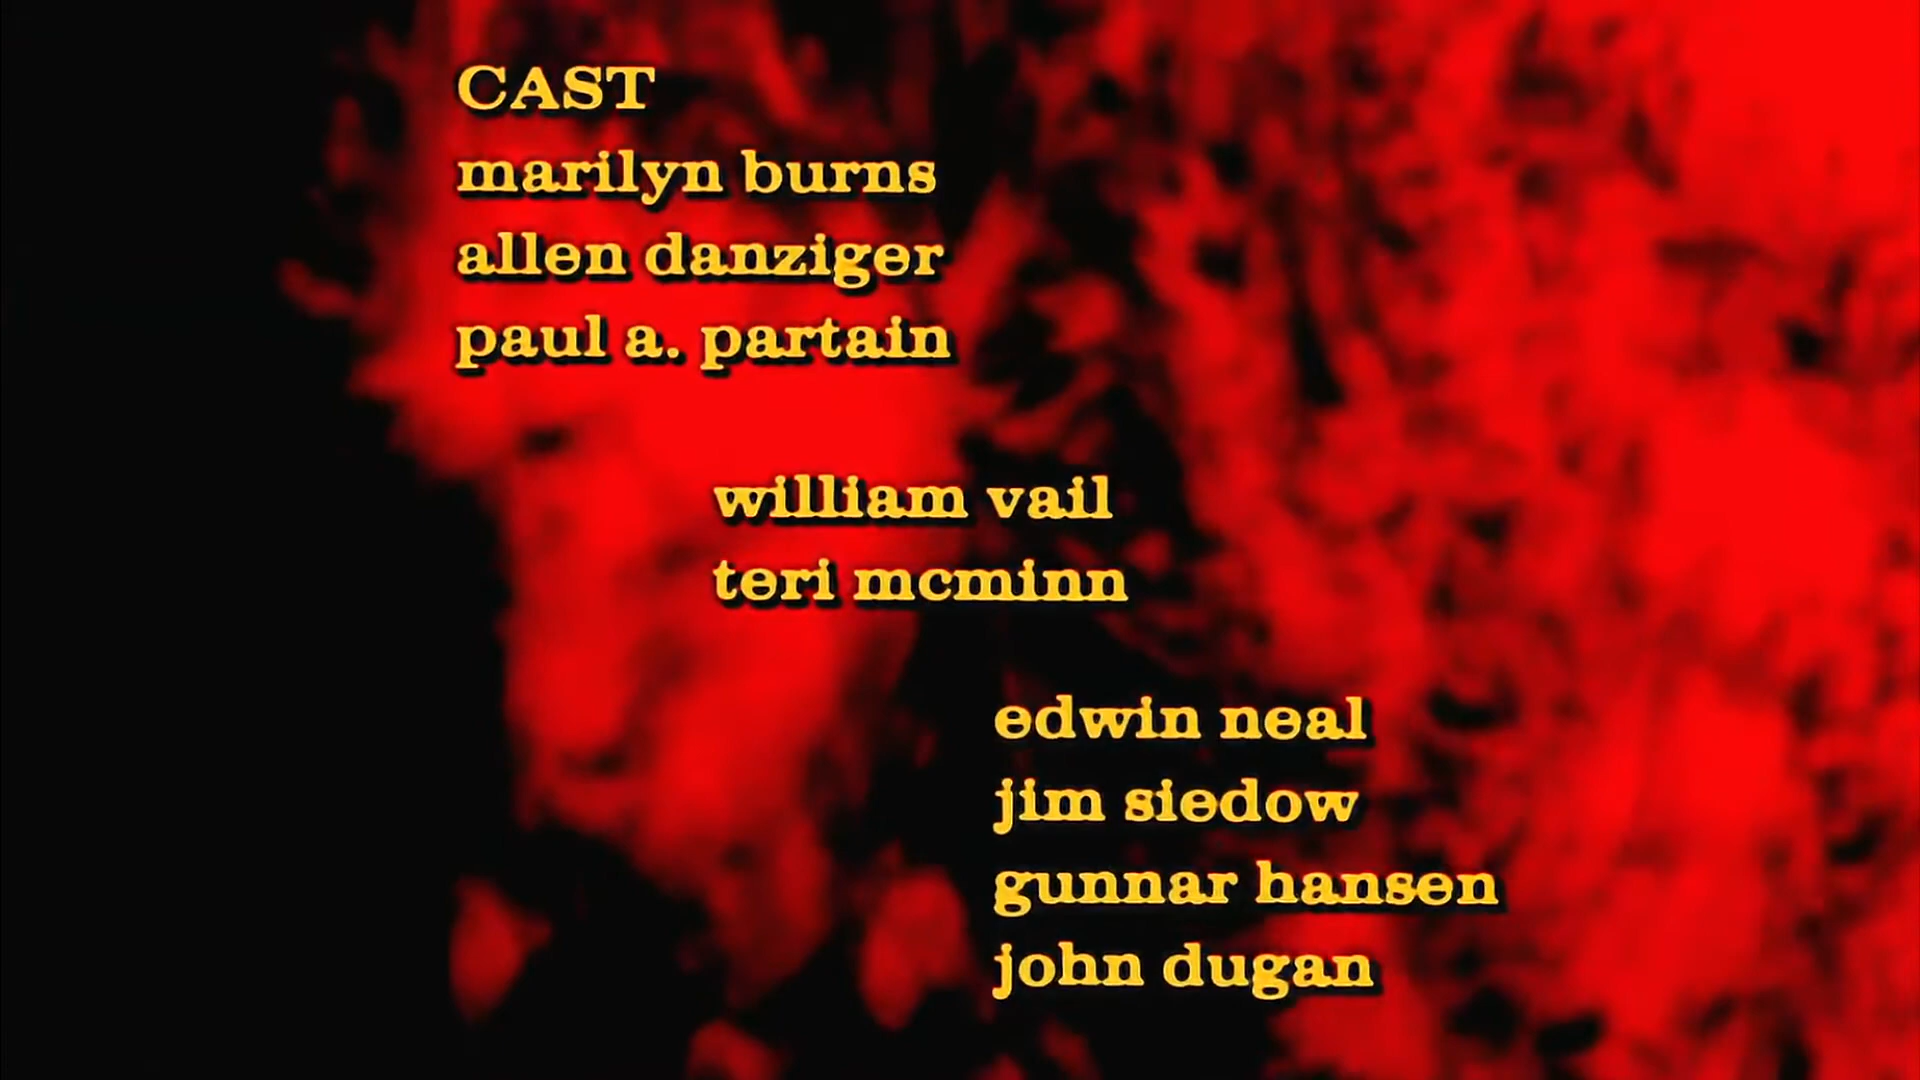 CAST
marilyn burns
allen danziger
paul a. partain
william vail
teri mcminn
edwin neal
jim siedow
gunnar hansen
john dugan